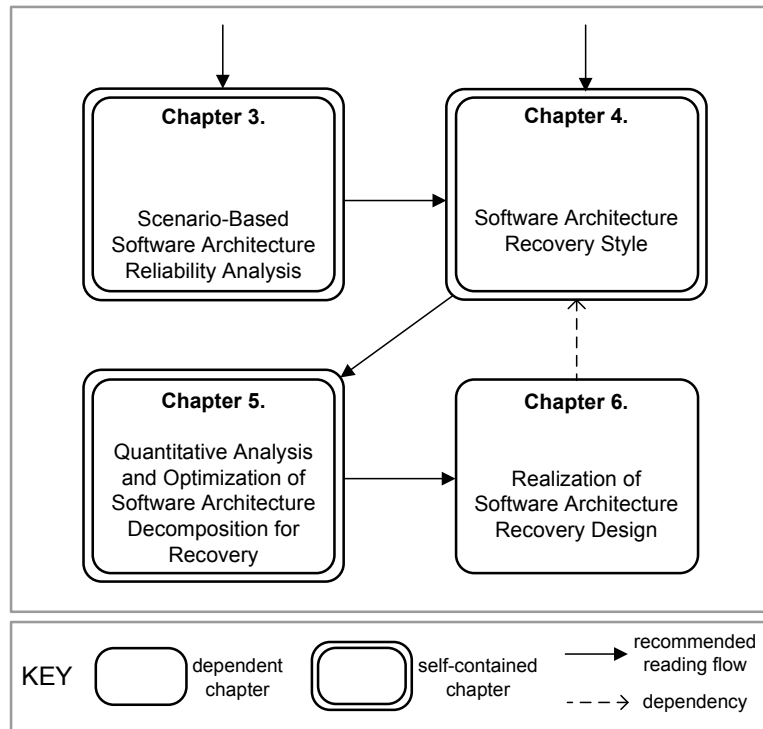 Chapter 3.
Scenario-Based
Software Architecture
Reliability Analysis
Chapter 4.
Software Architecture
Recovery Style
Chapter 5.
Quantitative Analysis
and Optimization of
Software Architecture
Decomposition for
Recovery
Chapter 6.
Realization of
Software Architecture
Recovery Design
KEY
dependent
chapter
self-contained
chapter
recommended
reading flow
dependency